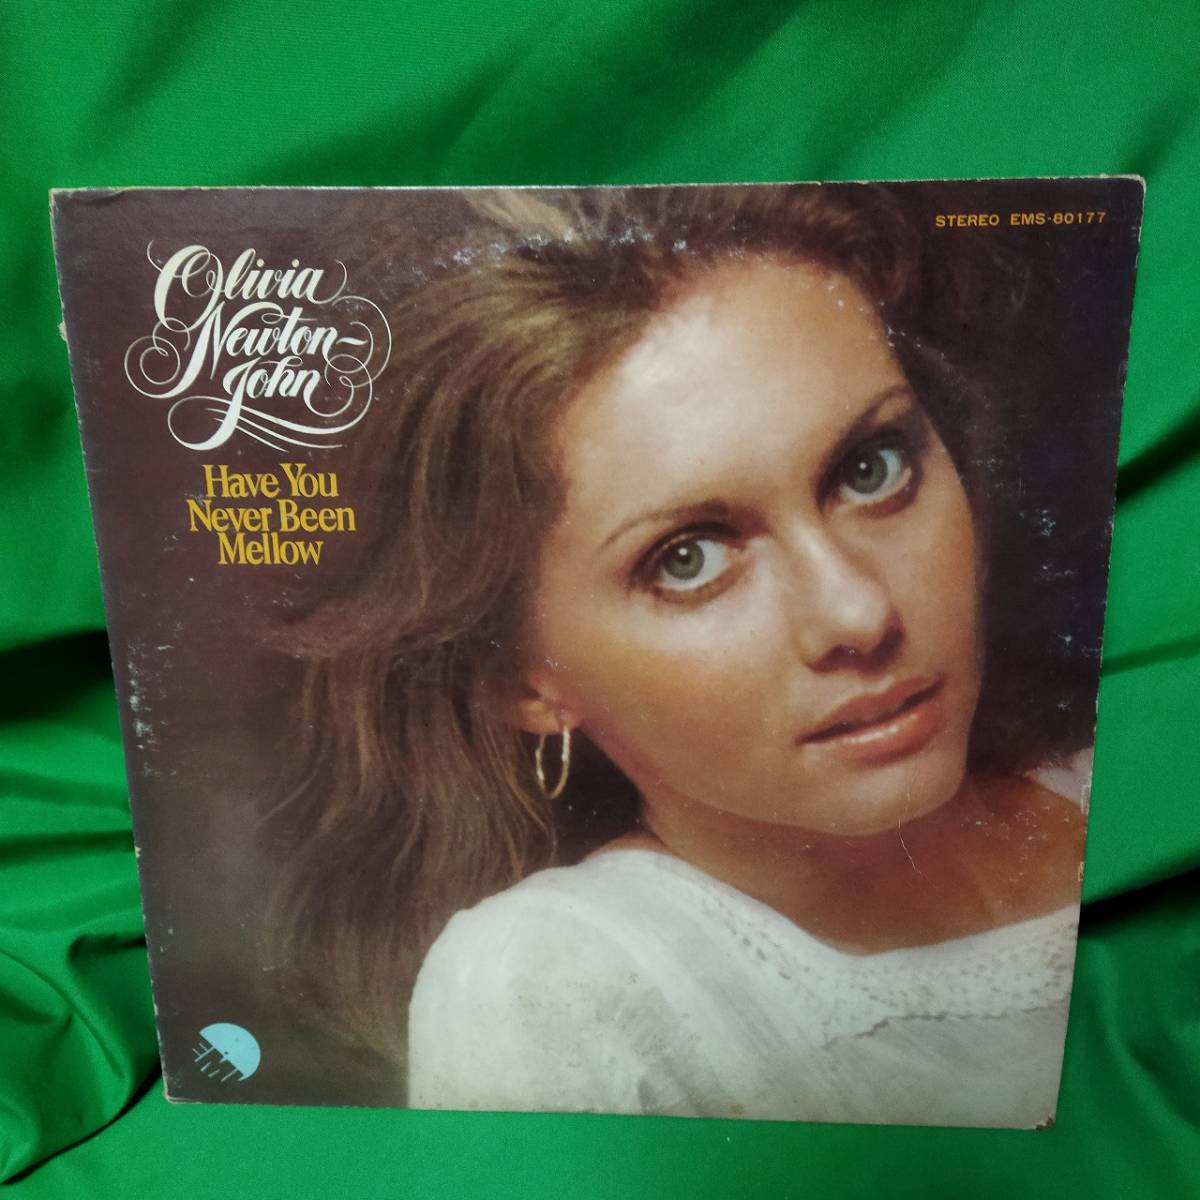 Olivia
Newton-
John
Have You
Never Been
Mellow
STEREO EMS-80177
EMI